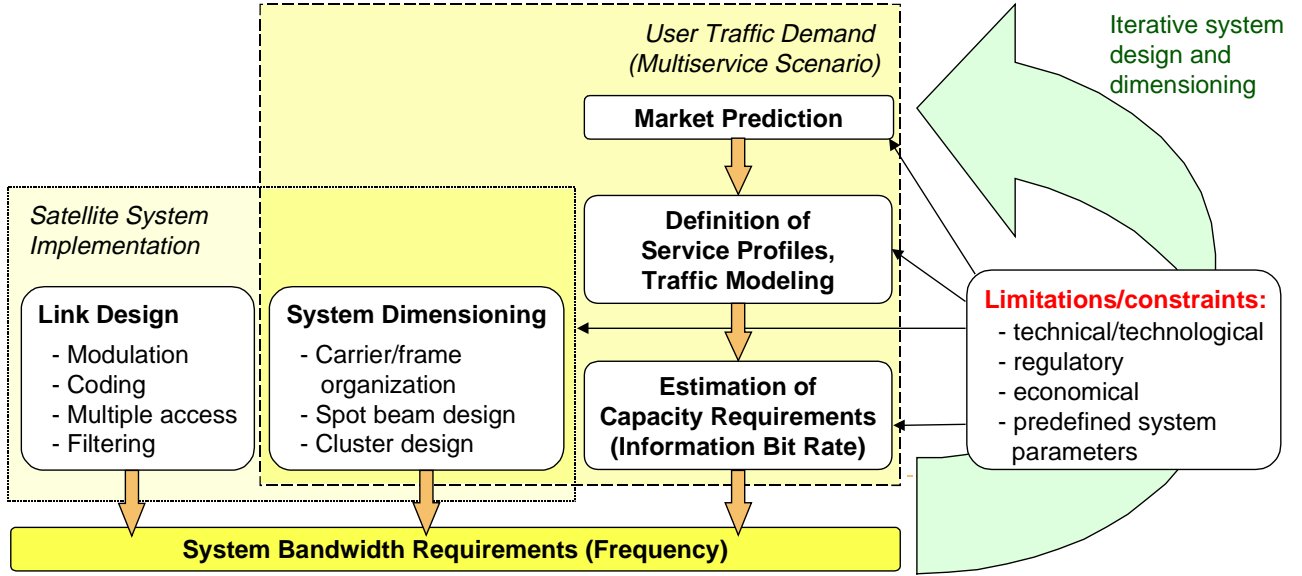 User Traffic Demand
(Multiservice Scenario)
Iterative system
design and
dimensioning
Market Prediction
Satellite System
Implementation
Definition of
Service Profiles,
Traffic Modeling
Link Design
- Modulation
- Coding
- Multiple access
- Filtering
System Dimensioning
- Carrier/frame
organization
- Spot beam design
- Cluster design
Estimation of
Capacity Requirements
(Information Bit Rate)
Limitations/constraints:
- technical/technological
- regulatory
- economical
- predefined system
parameters
System Bandwidth Requirements (Frequency)